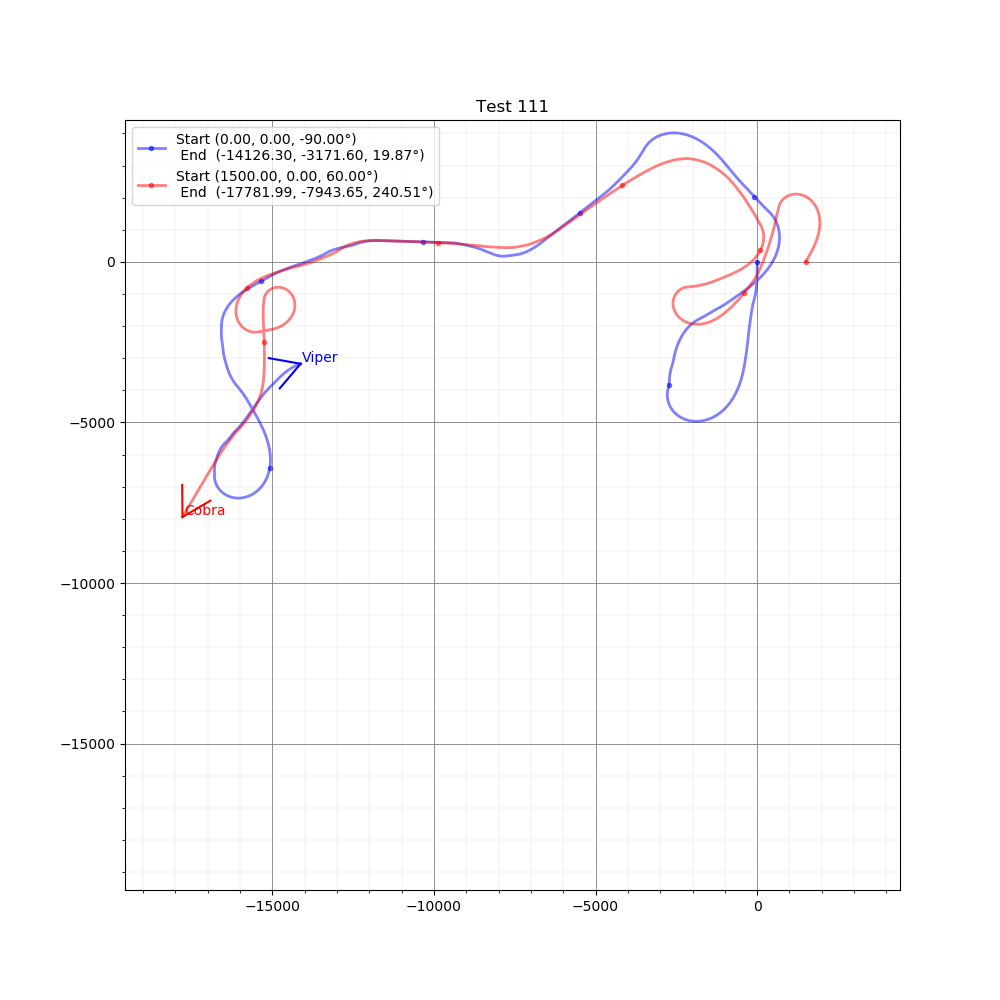 Test 111
Start (0.00, 0.00, -90.00°)
End  (-14126.30, -3171.60, 19.87°)
Start (1500.00, 0.00, 60.00°)
End  (-17781.99, -7943.65, 240.51°)
0
Viper
−5000
Cobra
−10000
−15000
−15000
−10000
−5000
0